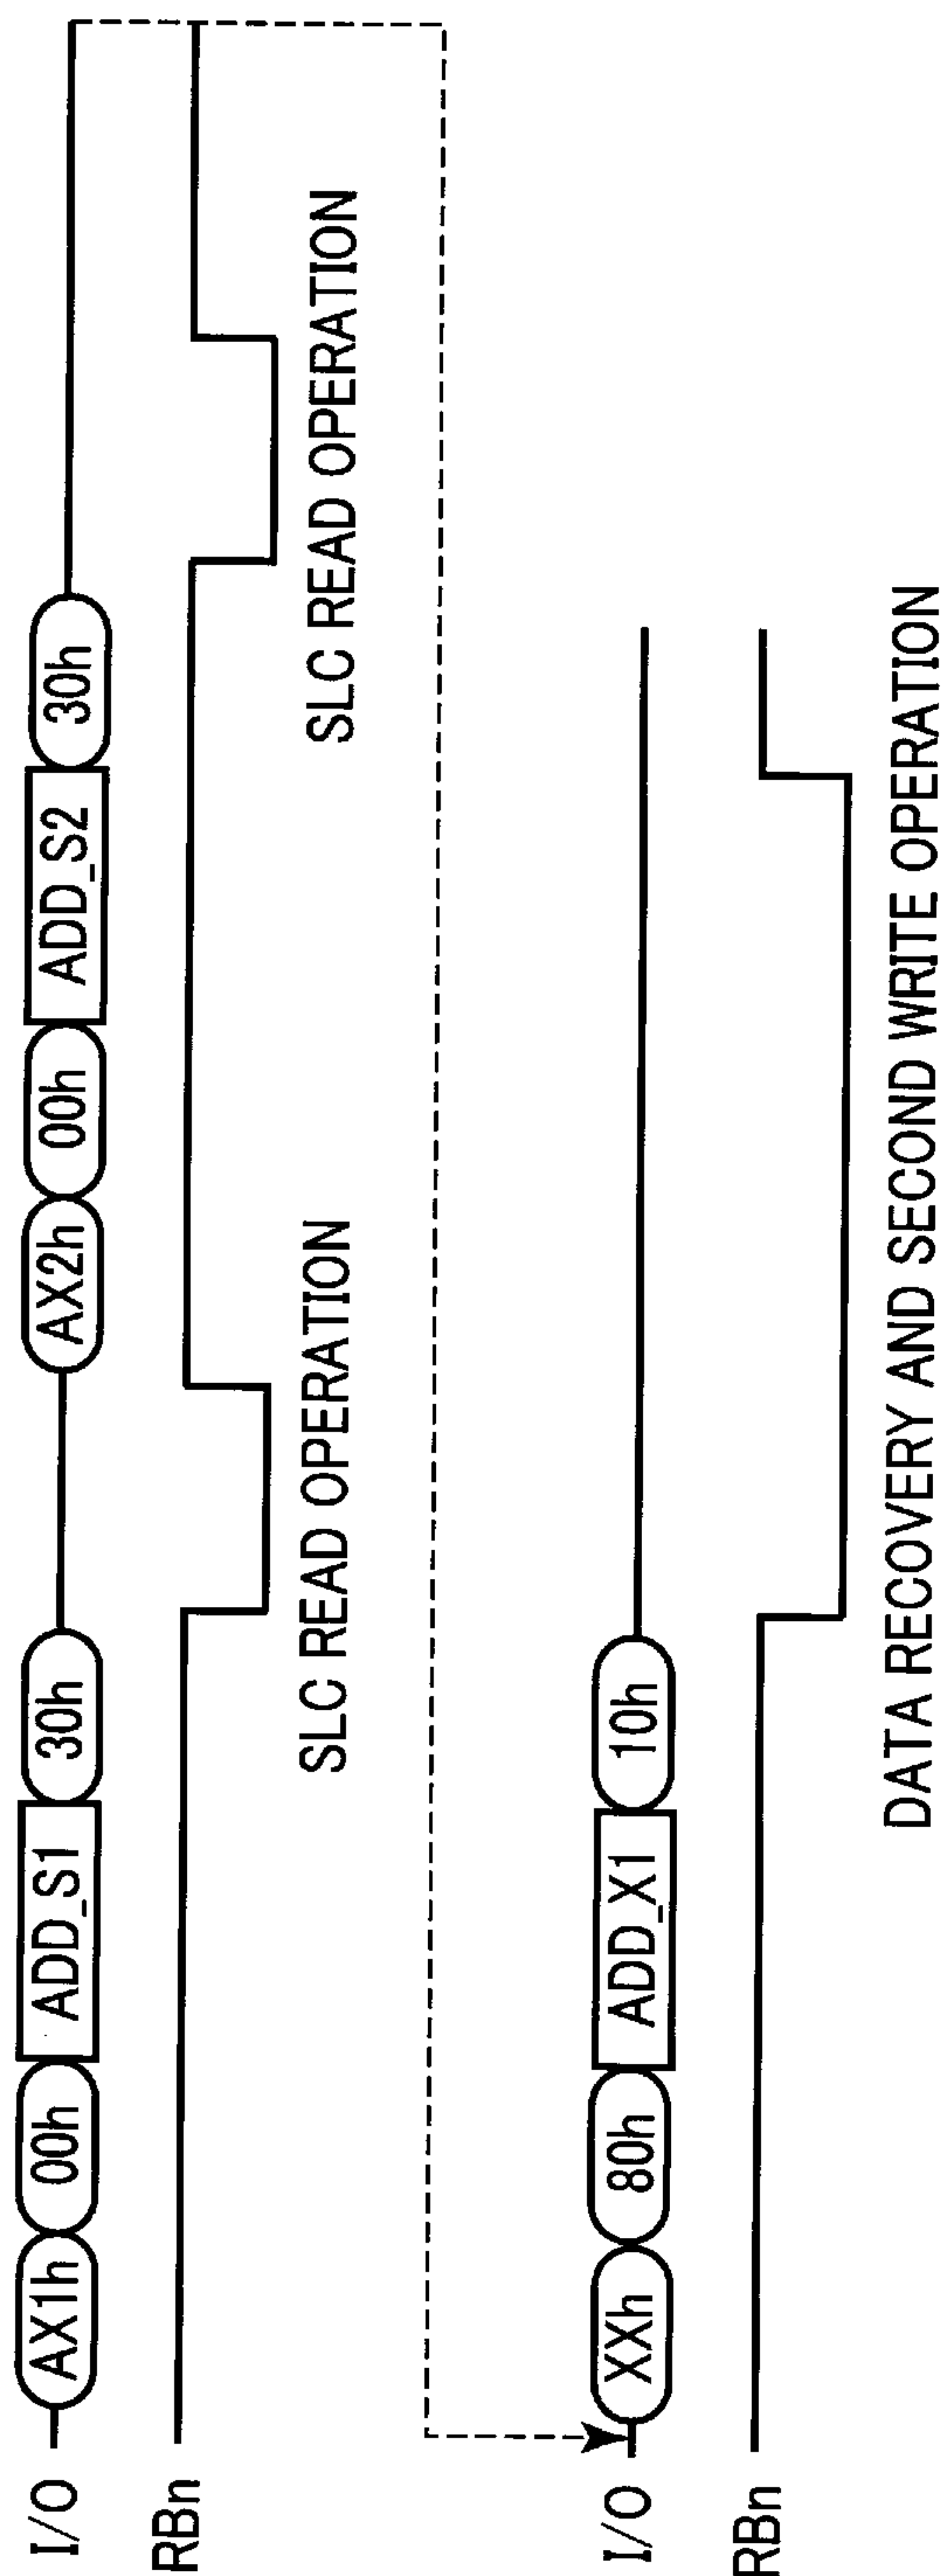 I/O AX1h 00h ADD_S1 30h AX2h 00h ADD_S2 30h
RBn
SLC READ OPERATION SLC READ OPERATION
I/O XXh 80h ADD_X1 10h
RBn
DATA RECOVERY AND SECOND WRITE OPERATION